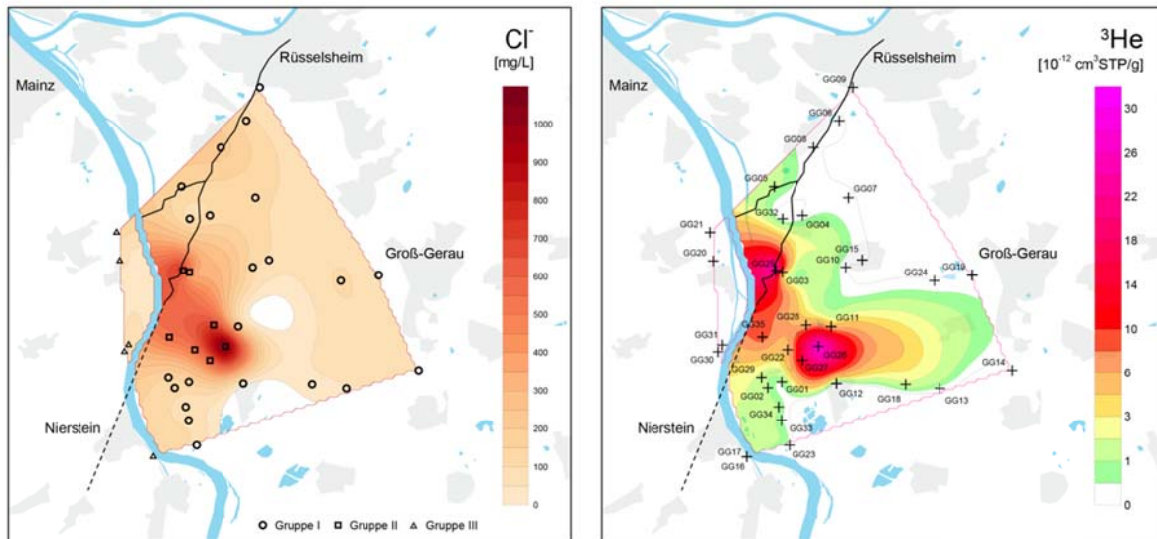 Cl-
[mg/L]
Rüsselsheim
Mainz
Groß-Gerau
Nierstein
1000
900
800
700
600
500
400
300
200
100
0
Gruppe I
Gruppe II
Gruppe III
³He
[10⁻¹² cm³STP/g]
Rüsselsheim
Mainz
Groß-Gerau
Nierstein
30
26
22
18
14
10
6
3
1
0
GG09
GG06
GG08
GG05
GG07
GG32
GG04
GG21
GG20
GG15
GG10
GG25
GG03
GG24
GG19
GG28
GG11
GG35
GG31
GG30
GG22
GG26
GG27
GG14
GG29
GG01
GG02
GG12
GG18
GG13
GG34
GG33
GG23
GG17
GG16